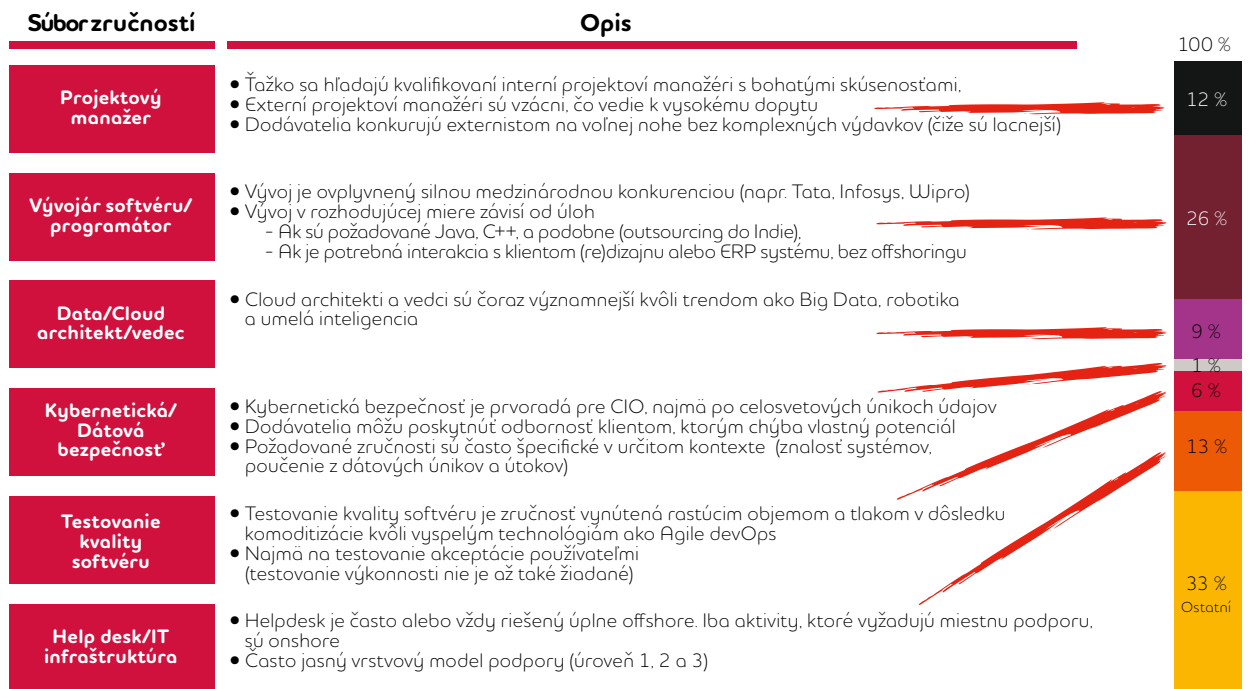 Súbor zručností
Opis
100 %
Projektový
manažer
● Ťažko sa hľadajú kvalifikovaní interní projektoví manažéri s bohatými skúsenosťami,
● Externí projektoví manažéri sú vzácni, čo vedie k vysokému dopytu
● Dodávatelia konkurujú externistom na voľnej nohe bez komplexných výdavkov (čiže sú lacnejší)
12 %
Vývojár softvéru/
programátor
● Vývoj je ovplyvnený silnou medzinárodnou konkurenciou (napr. Tata, Infosys, Wipro)
● Vývoj v rozhodujúcej miere závisí od úloh
- Ak sú požadované Java, C++, a podobne (outsourcing do Indie),
- Ak je potrebná interakcia s klientom (re)dizajnu alebo ERP systému, bez offshoringu
26 %
Data/Cloud
architekt/vedec
● Cloud architekti a vedci sú čoraz významnejší kvôli trendom ako Big Data, robotika
a umelá inteligencia
9 %
1 %
6 %
Kybernetická/
Dátová
bezpečnosť
● Kybernetická bezpečnosť je prvoradá pre CIO, najmä po celosvetových únikoch údajov
● Dodávatelia môžu poskytnúť odbornosť klientom, ktorým chýba vlastný potenciál
● Požadované zručnosti sú často špecifické v určitom kontexte (znalosť systémov,
poučenie z dátových únikov a útokov)
13 %
Testovanie
kvality
softvéru
● Testovanie kvality softvéru je zručnosť vynútená rastúcim objemom a tlakom v dôsledku
komoditizácie kvôli vyspelým technológiám ako Agile devOps
● Najmä na testovanie akceptácie používateľmi
(testovanie výkonnosti nie je až také žiadané)
33 %
Ostatní
Help desk/IT
infraštruktúra
● Helpdesk je často alebo vždy riešený úplne offshore. Iba aktivity, ktoré vyžadujú miestnu podporu,
sú onshore
● Často jasný vrstvový model podpory (úroveň 1, 2 a 3)